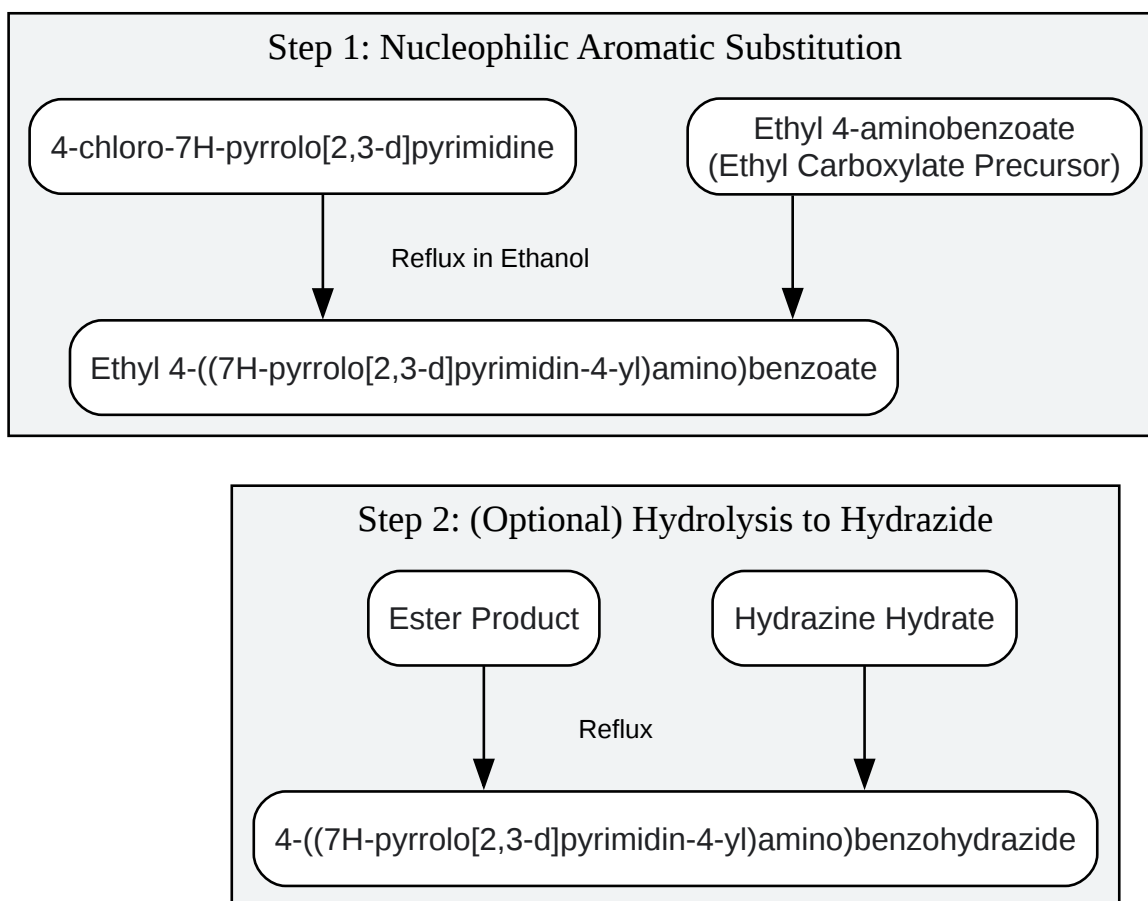 Step 1: Nucleophilic Aromatic Substitution
4-chloro-7H-pyrrolo[2,3-d]pyrimidine
Ethyl 4-aminobenzoate
(Ethyl Carboxylate Precursor)
Reflux in Ethanol
Ethyl 4-((7H-pyrrolo[2,3-d]pyrimidin-4-yl)amino)benzoate
Step 2: (Optional) Hydrolysis to Hydrazide
Ester Product
Hydrazine Hydrate
Reflux
4-((7H-pyrrolo[2,3-d]pyrimidin-4-yl)amino)benzohydrazide